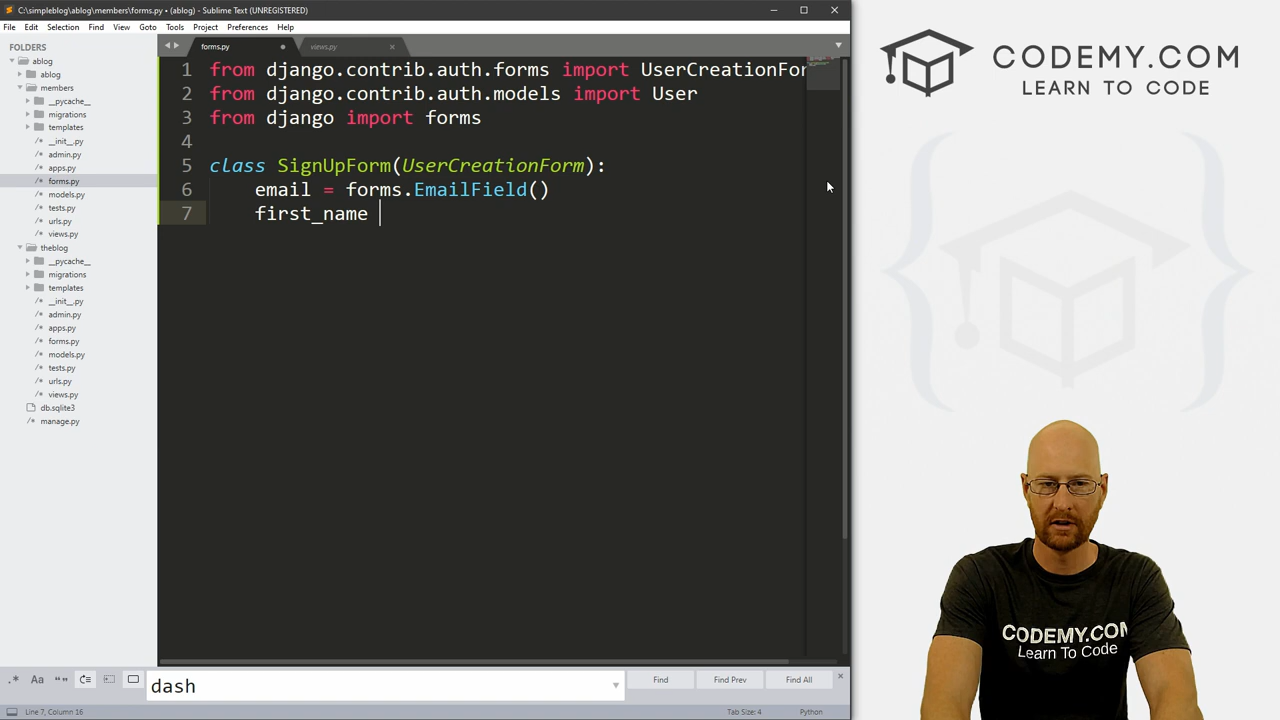 C:\simpleblog\ablog\members\forms.py • (ablog) - Sublime Text (UNREGISTERED)
File Edit Selection Find View Goto Tools Project Preferences Help
FOLDERS
ablog
ablog
members
__pycache__
migrations
templates
__init__.py
admin.py
apps.py
forms.py
models.py
tests.py
urls.py
views.py
theblog
__pycache__
migrations
templates
__init__.py
admin.py
apps.py
forms.py
models.py
tests.py
urls.py
views.py
db.sqlite3
manage.py
forms.py
views.py
1 from django.contrib.auth.forms import UserCreationFor
2 from django.contrib.auth.models import User
3 from django import forms
4
5 class SignUpForm(UserCreationForm):
6 email = forms.EmailField()
7 first_name
dash
Find
Find Prev
Find All
Line 7, Column 16
Tab Size: 4
Python
CODEMY.COM
LEARN TO CODE
CODEMY.COM
Learn To Code